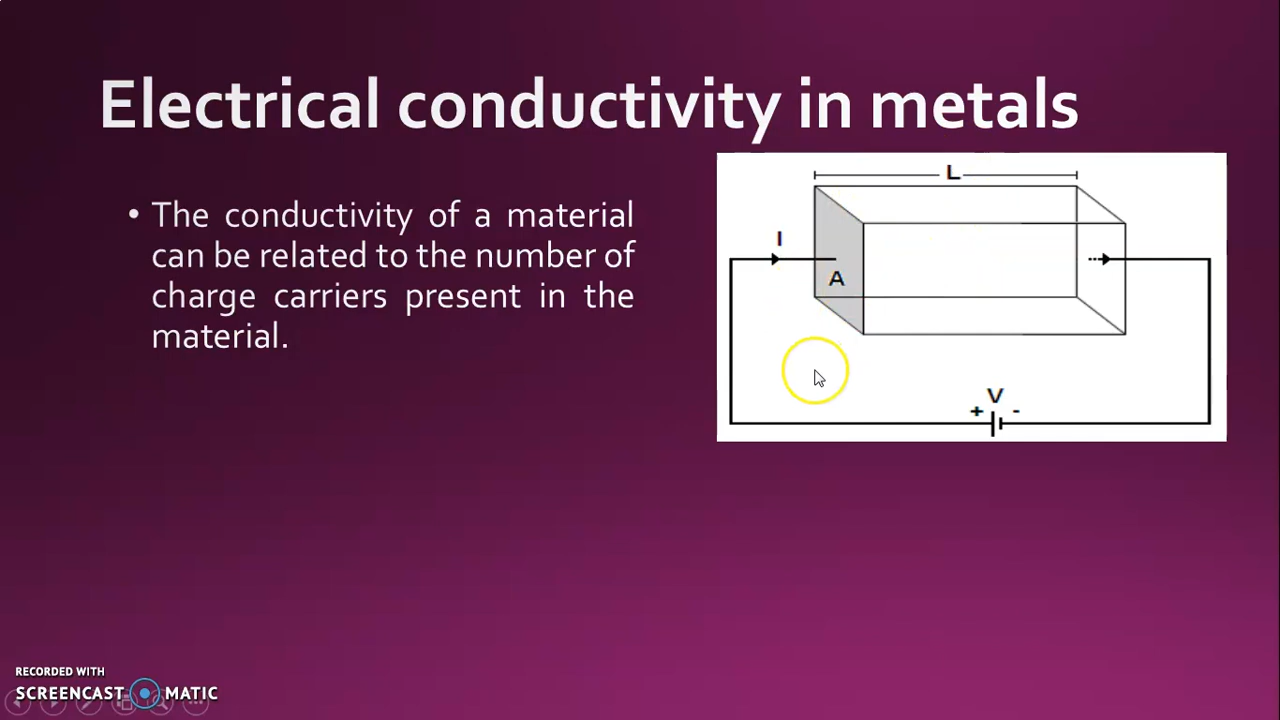 Electrical conductivity in metals
• The conductivity of a material
can be related to the number of
charge carriers present in the
material.
L
I
A
V
+ -
RECORDED WITH
SCREENCAST MATIC